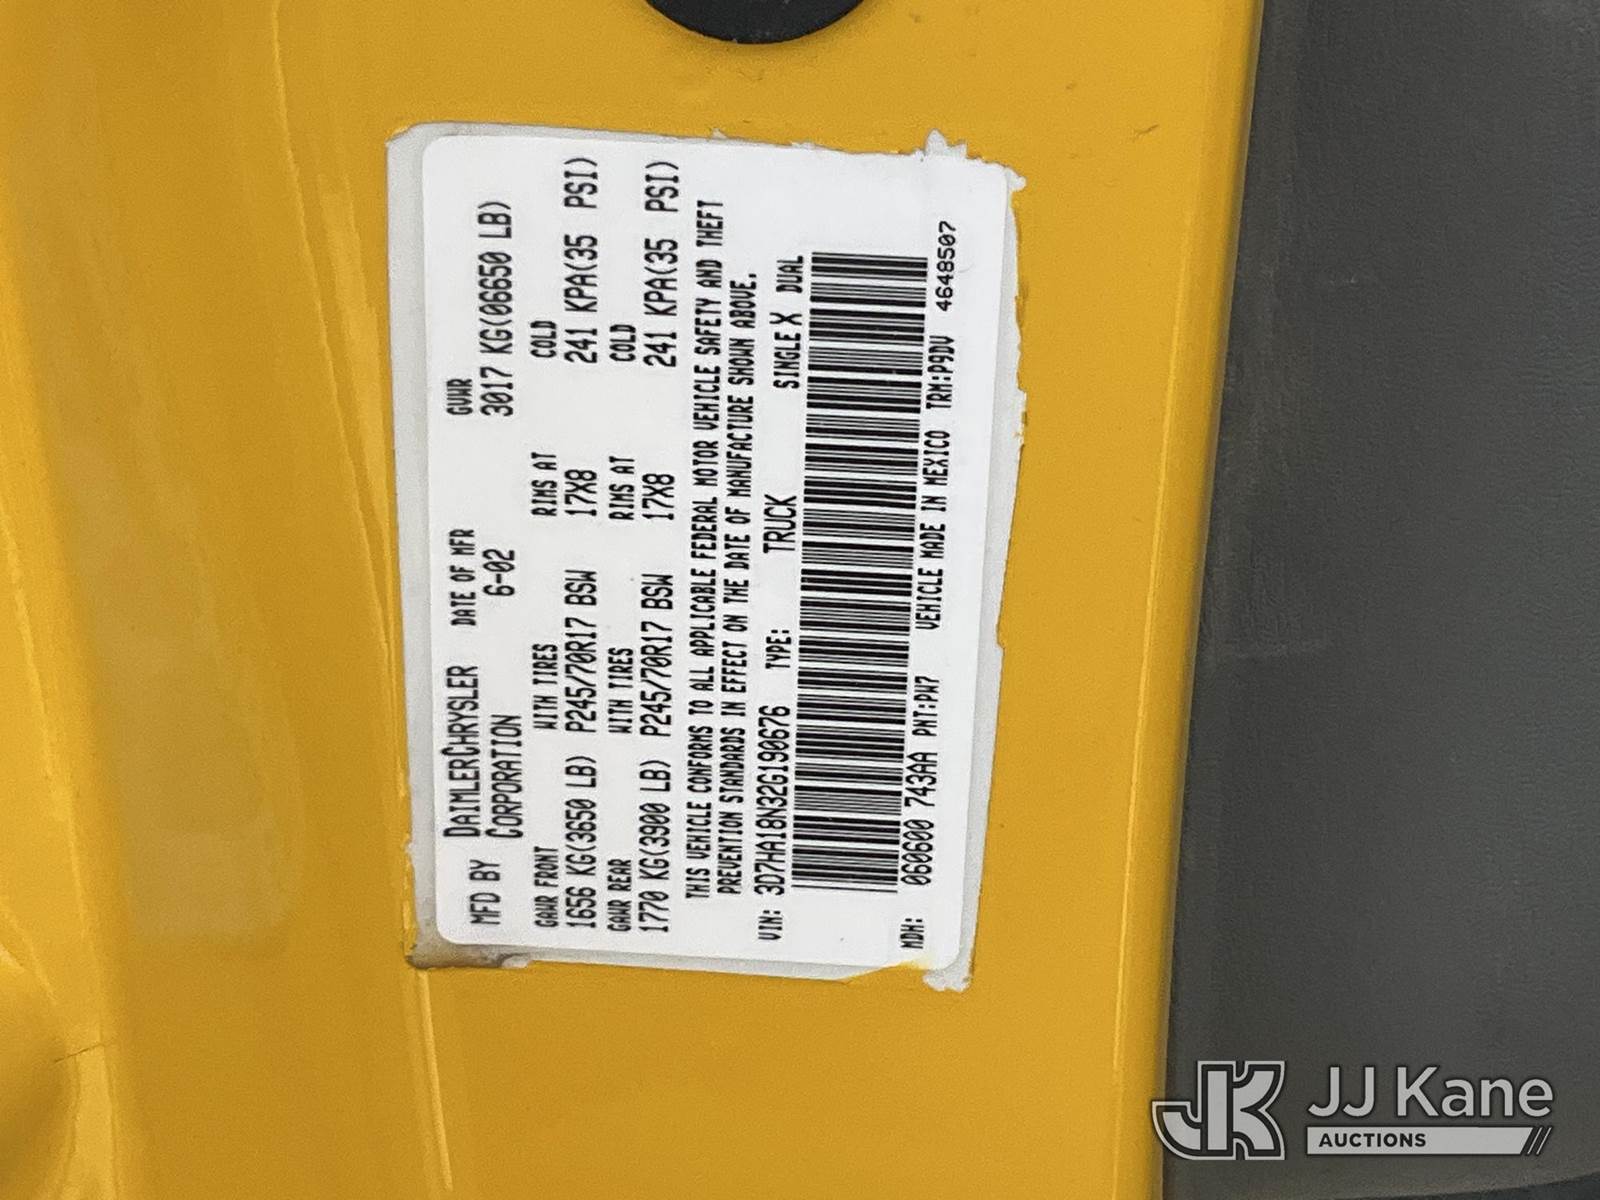 MFD BY DAIMLERCHRYSLER CORPORATION DATE OF MFR 6-02 GVWR 3017 KG(06650 LB)
GAWR FRONT WITH TIRES RIMS AT COLD
1656 KG(3650 LB) P245/70R17 BSW 17X8 241 KPA(35 PSI)
GAWR REAR WITH TIRES RIMS AT COLD
1770 KG(3900 LB) P245/70R17 BSW 17X8 241 KPA(35 PSI)
THIS VEHICLE CONFORMS TO ALL APPLICABLE FEDERAL MOTOR VEHICLE SAFETY AND THEFT
PREVENTION STANDARDS IN EFFECT ON THE DATE OF MANUFACTURE SHOWN ABOVE.
VIN: 3D7HA18N32G190676 TYPE: TRUCK SINGLE X DUAL
MDH: 060600 743AA PNT:PW7 VEHICLE MADE IN MEXICO TRM:P9DV 4648507
JK JJ Kane
AUCTIONS